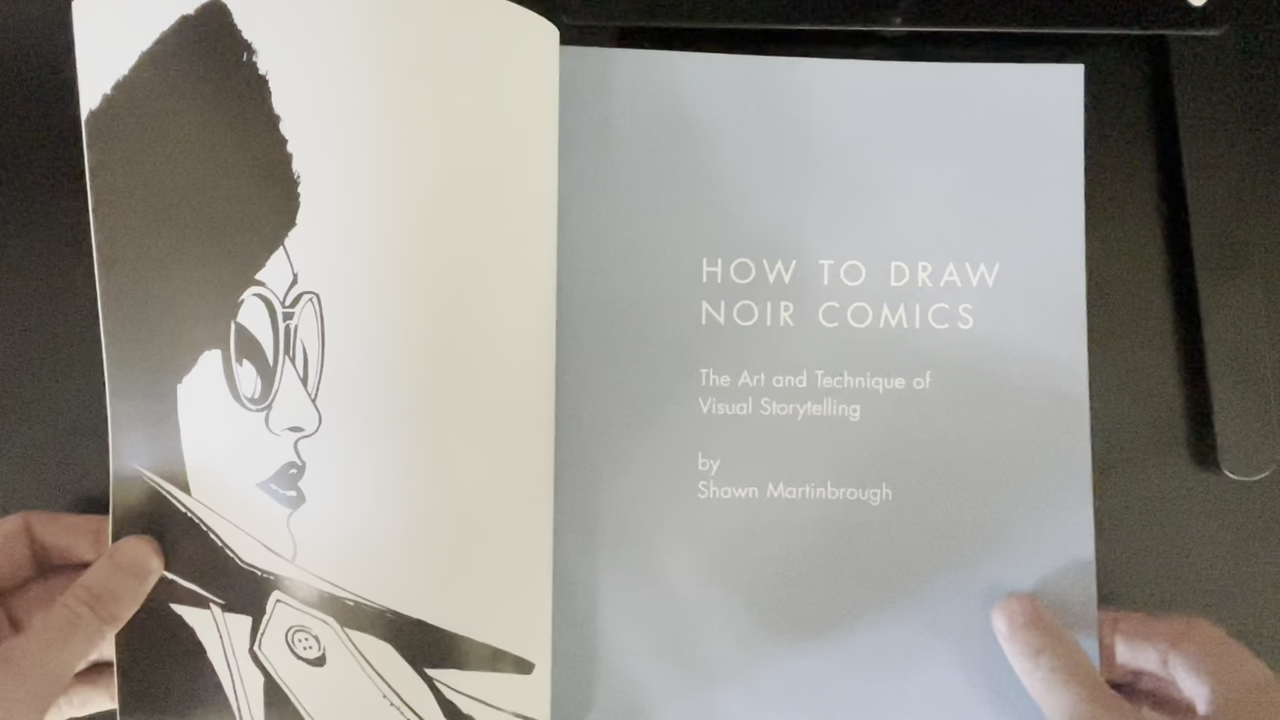 HOW TO DRAW
NOIR COMICS
The Art and Technique of
Visual Storytelling
by
Shawn Martinbrough